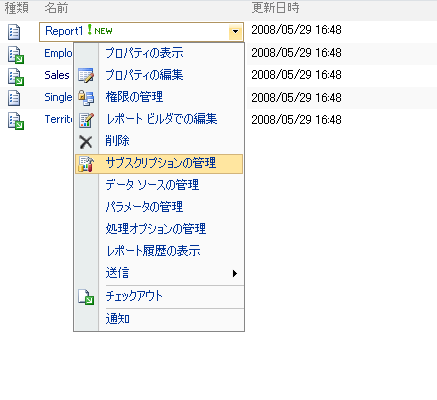 種類 名前 更新日時
Report1 ! NEW 2008/05/29 16:48
Emplo 2008/05/29 16:48
Sales 2008/05/29 16:48
Single 2008/05/29 16:48
Territo 2008/05/29 16:48
プロパティの表示
プロパティの編集
権限の管理
レポート ビルダでの編集
削除
サブスクリプションの管理
データ ソースの管理
パラメータの管理
処理オプションの管理
レポート履歴の表示
送信
チェックアウト
通知